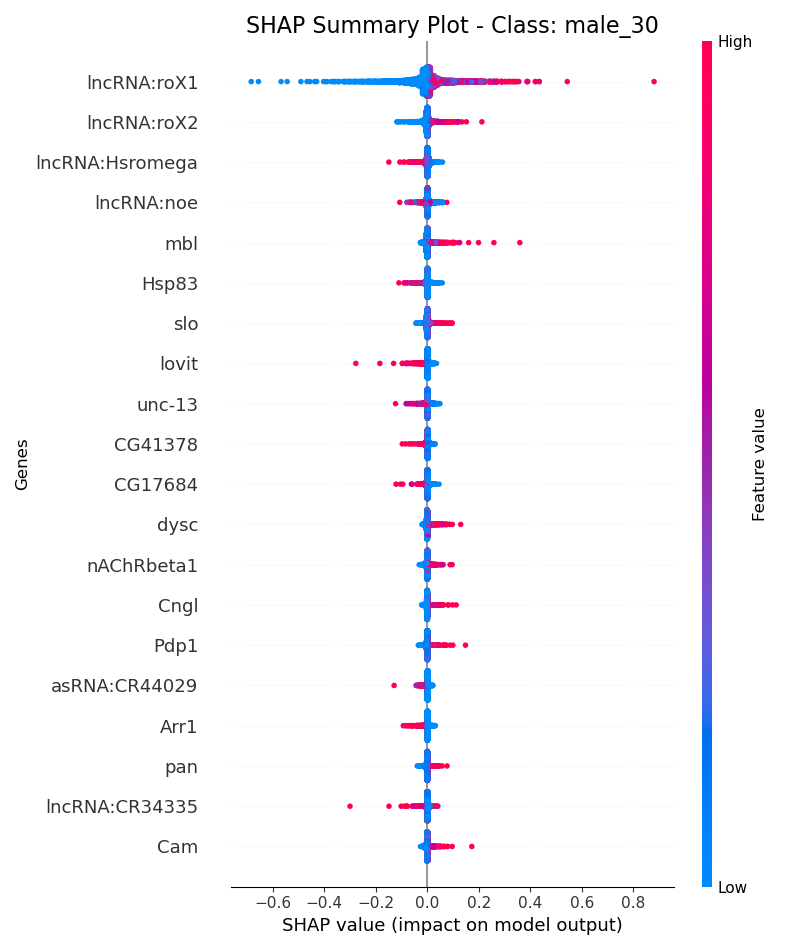 SHAP Summary Plot - Class: male_30
High
lncRNA:roX1
lncRNA:roX2
lncRNA:Hsromega
lncRNA:noe
mbl
Hsp83
slo
lovit
unc-13
CG41378
CG17684
dysc
nAChRbeta1
Cngl
Pdp1
asRNA:CR44029
Arr1
pan
lncRNA:CR34335
Cam
Genes
Feature value
Low
−0.6 −0.4 −0.2 0.0 0.2 0.4 0.6 0.8
SHAP value (impact on model output)